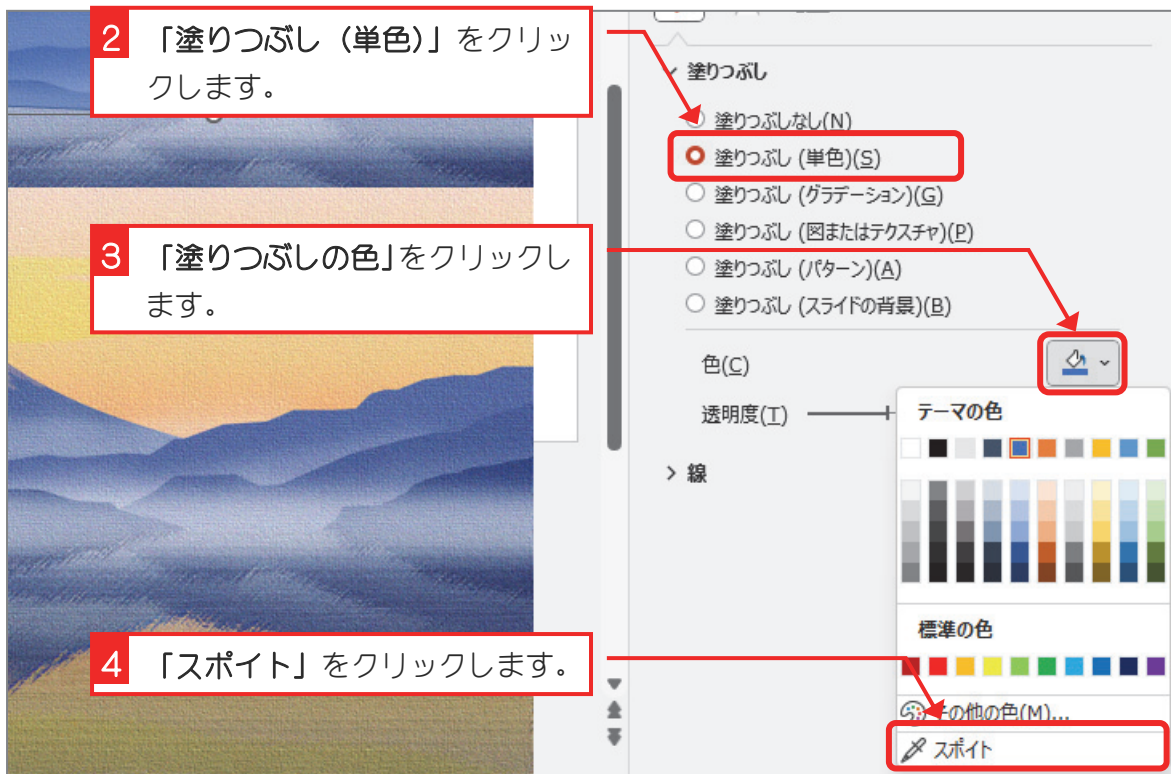 2 「塗りつぶし（単色）」をクリッ
クします。
塗りつぶし
塗りつぶしなし(N)
塗りつぶし (単色)(S)
塗りつぶし (グラデーション)(G)
塗りつぶし (図またはテクスチャ)(P)
塗りつぶし (パターン)(A)
塗りつぶし (スライドの背景)(B)
3 「塗りつぶしの色」をクリックし
ます。
色(C)
透明度(T)
線
テーマの色
標準の色
4 「スポイト」をクリックします。
その他の色(M)...
スポイト